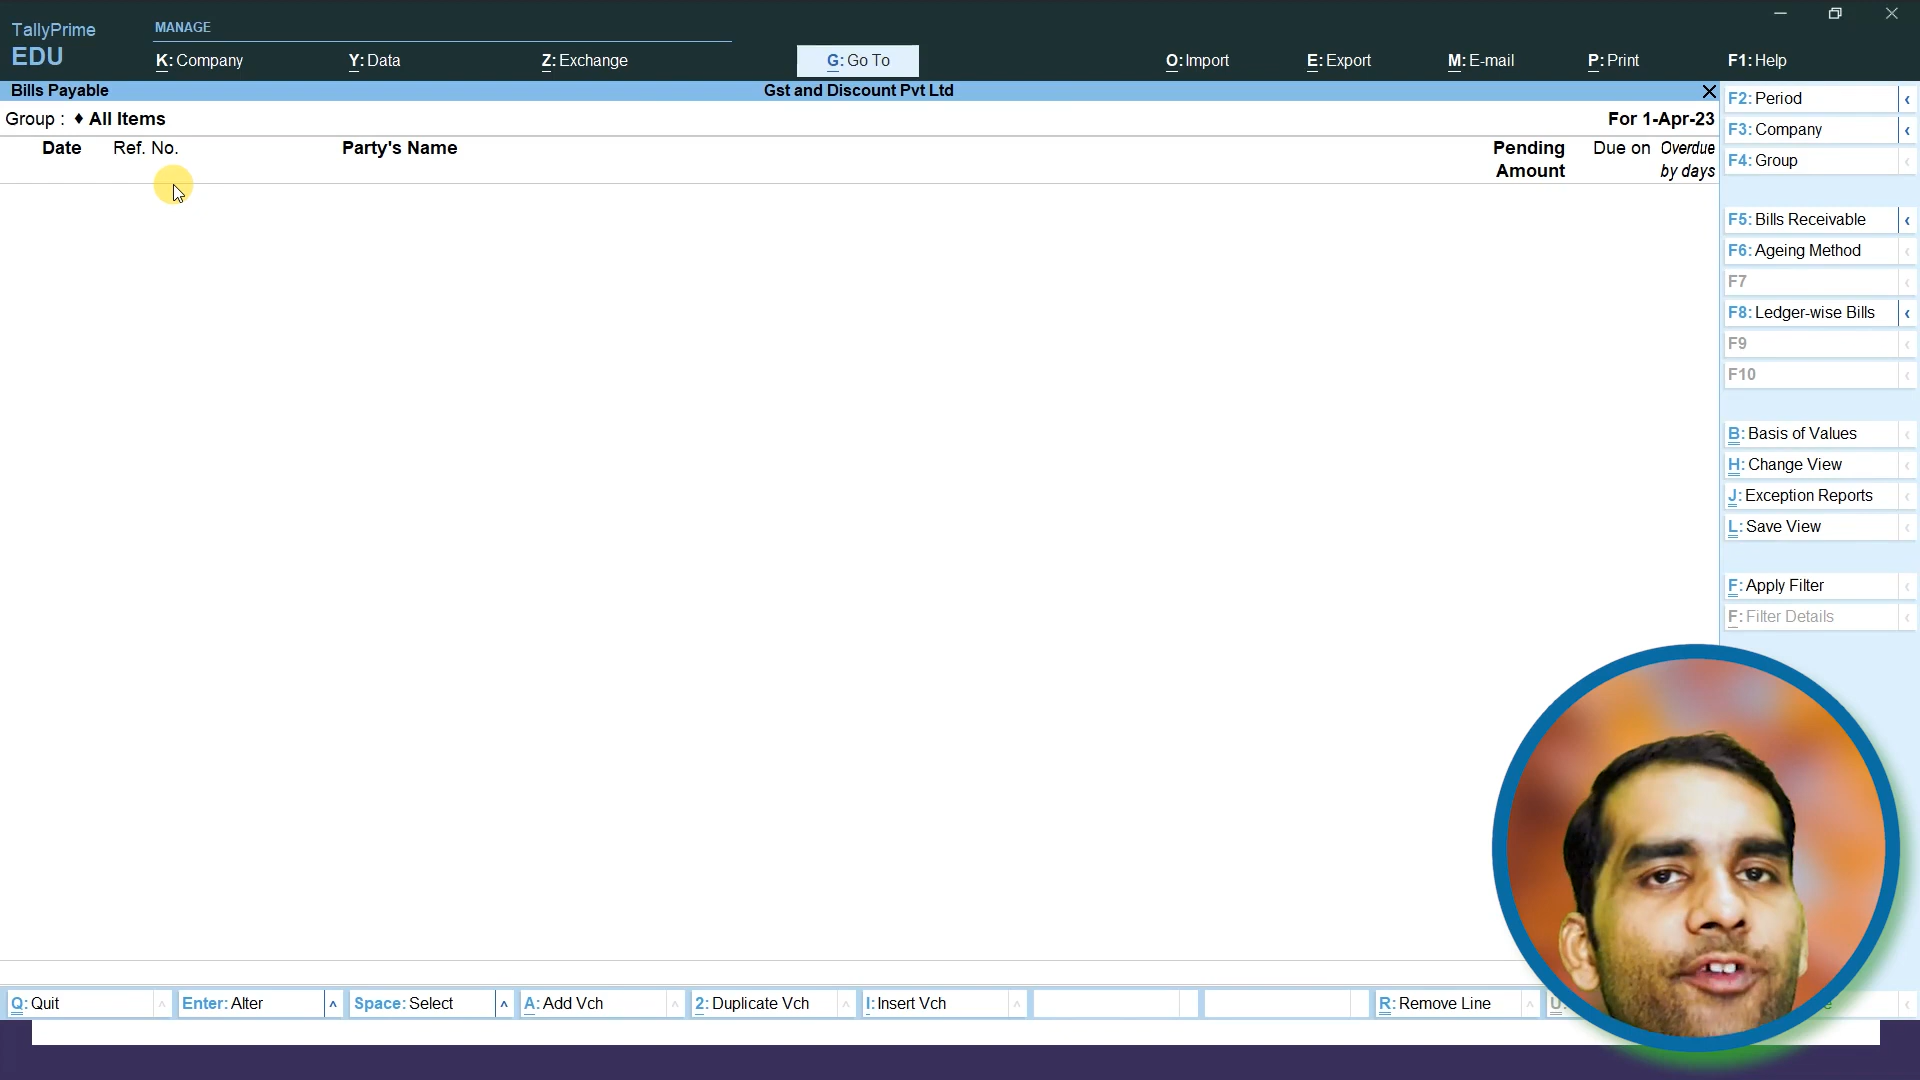 TallyPrime
EDU
MANAGE
K: Company
Y: Data
Z: Exchange
G: Go To
O: Import
E: Export
M: E-mail
P: Print
F1: Help
Bills Payable
Gst and Discount Pvt Ltd
Group : ♦ All Items
For 1-Apr-23
Date
Ref. No.
Party's Name
Pending
Amount
Due on
Overdue
by days
F2: Period
F3: Company
F4: Group
F5: Bills Receivable
F6: Ageing Method
F7
F8: Ledger-wise Bills
F9
F10
B: Basis of Values
H: Change View
J: Exception Reports
L: Save View
F: Apply Filter
F: Filter Details
Q: Quit
Enter: Alter
Space: Select
A: Add Vch
2: Duplicate Vch
I: Insert Vch
R: Remove Line
U: